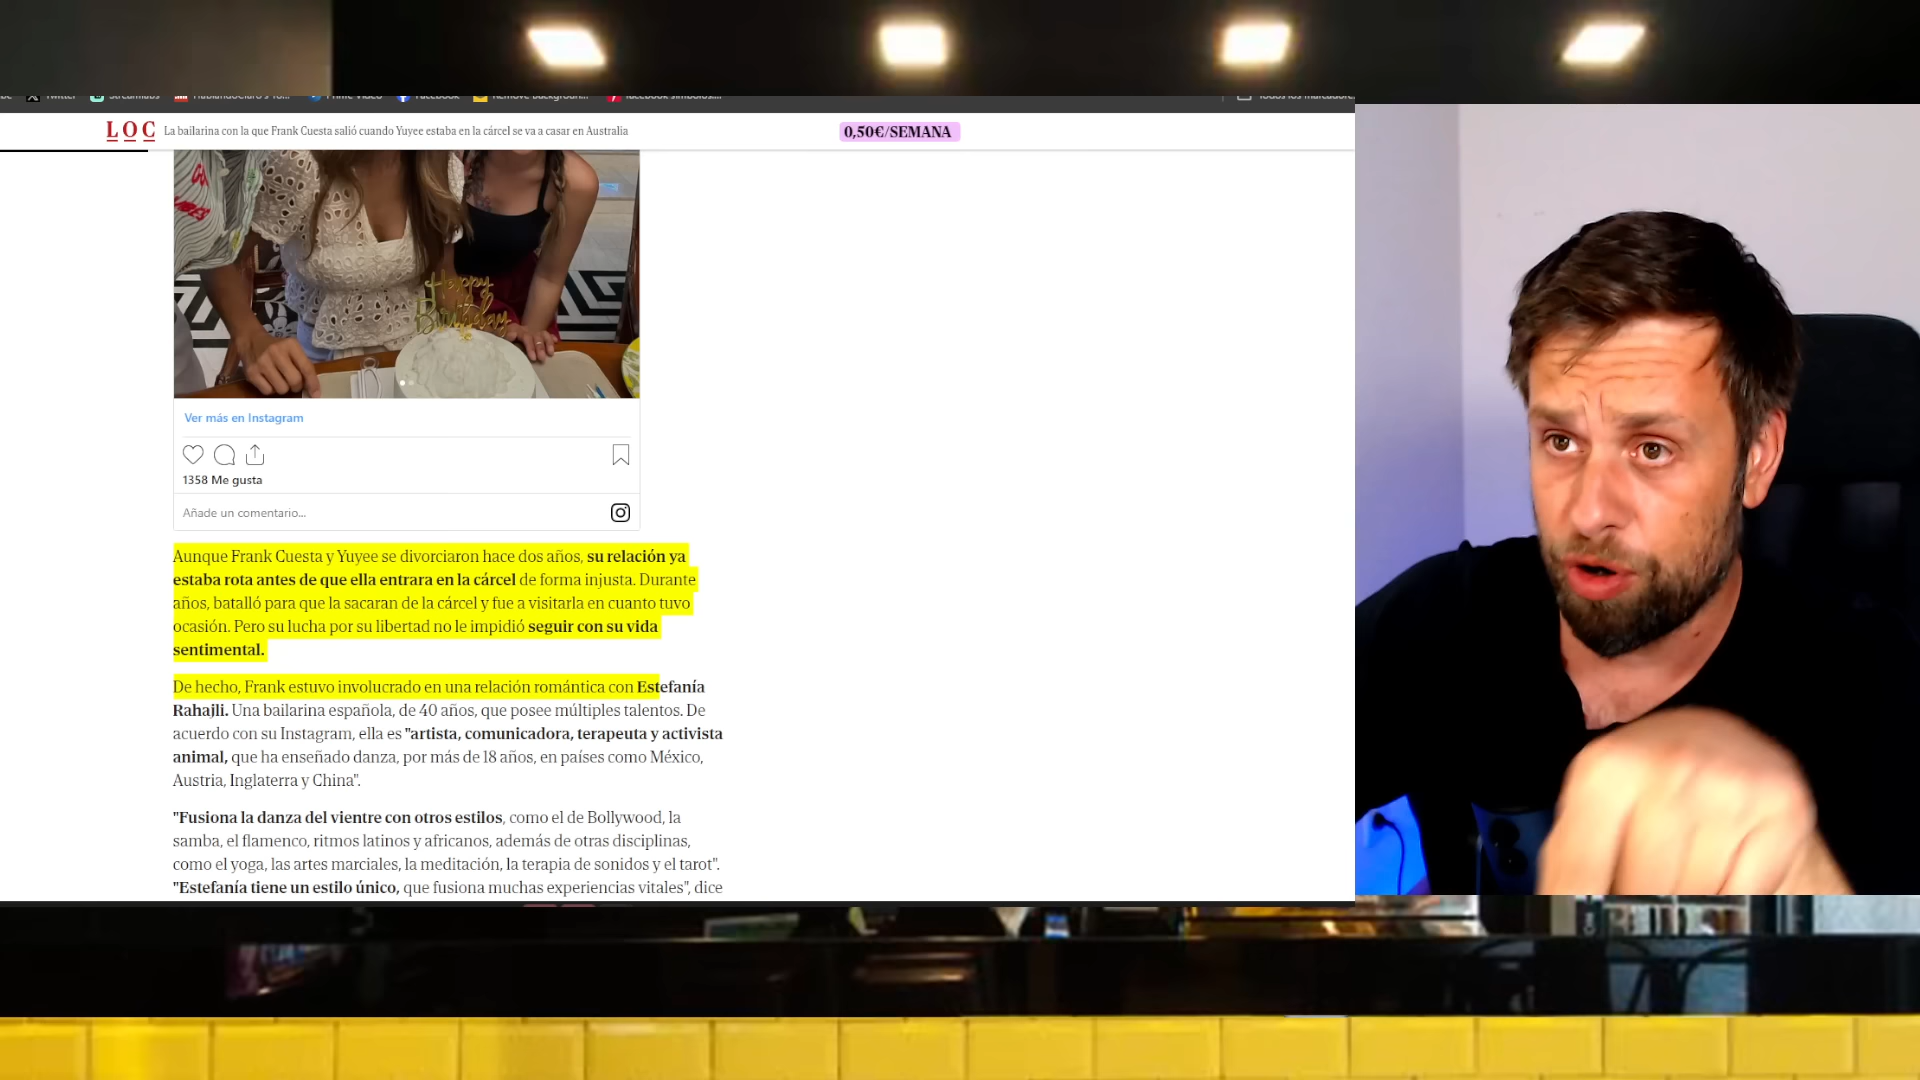 Twitter
Streamlabs
Prime Video
Facebook
LOC La bailarina con la que Frank Cuesta salió cuando Yuyee estaba en la cárcel se va a casar en Australia 0,50€/SEMANA
Happy
Birthday
Ver más en Instagram
1358 Me gusta
Añade un comentario...
Aunque Frank Cuesta y Yuyee se divorciaron hace dos años, su relación ya
estaba rota antes de que ella entrara en la cárcel de forma injusta. Durante
años, batalló para que la sacaran de la cárcel y fue a visitarla en cuanto tuvo
ocasión. Pero su lucha por su libertad no le impidió seguir con su vida
sentimental.
De hecho, Frank estuvo involucrado en una relación romántica con Estefanía
Rahajli. Una bailarina española, de 40 años, que posee múltiples talentos. De
acuerdo con su Instagram, ella es "artista, comunicadora, terapeuta y activista
animal, que ha enseñado danza, por más de 18 años, en países como México,
Austria, Inglaterra y China".
"Fusiona la danza del vientre con otros estilos, como el de Bollywood, la
samba, el flamenco, ritmos latinos y africanos, además de otras disciplinas,
como el yoga, las artes marciales, la meditación, la terapia de sonidos y el tarot".
"Estefanía tiene un estilo único, que fusiona muchas experiencias vitales", dice